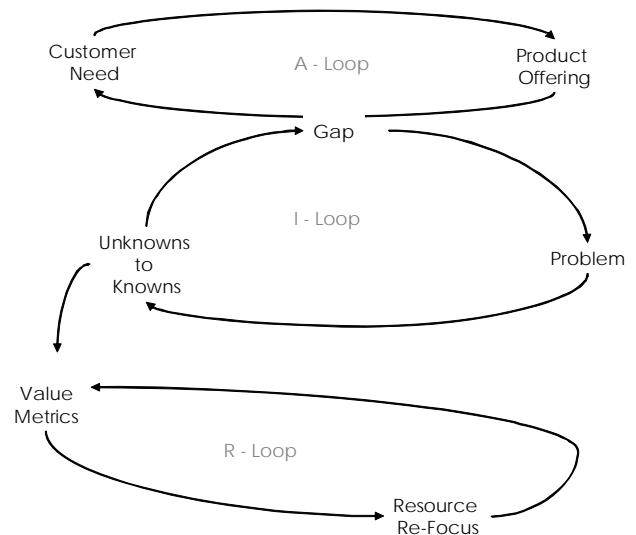 Customer
Need
A - Loop
Product
Offering
Gap
I - Loop
Unknowns
to
Knowns
Problem
Value
Metrics
R - Loop
Resource
Re-Focus